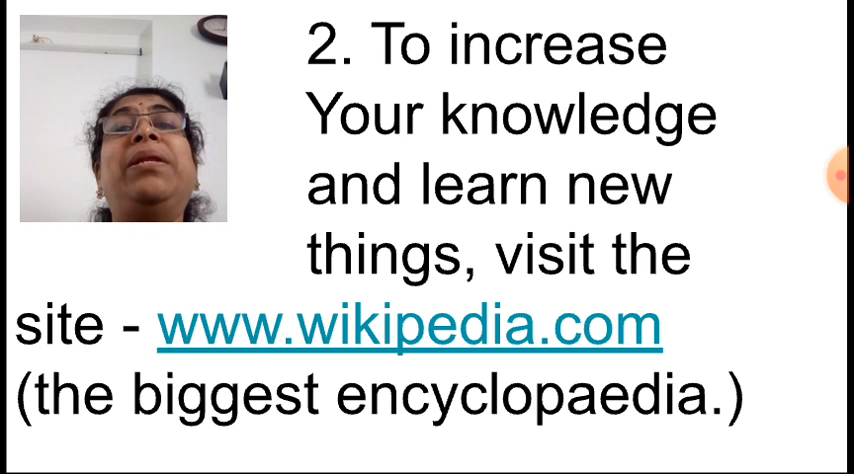 2. To increase
Your knowledge
and learn new
things, visit the
site - www.wikipedia.com
(the biggest encyclopaedia.)